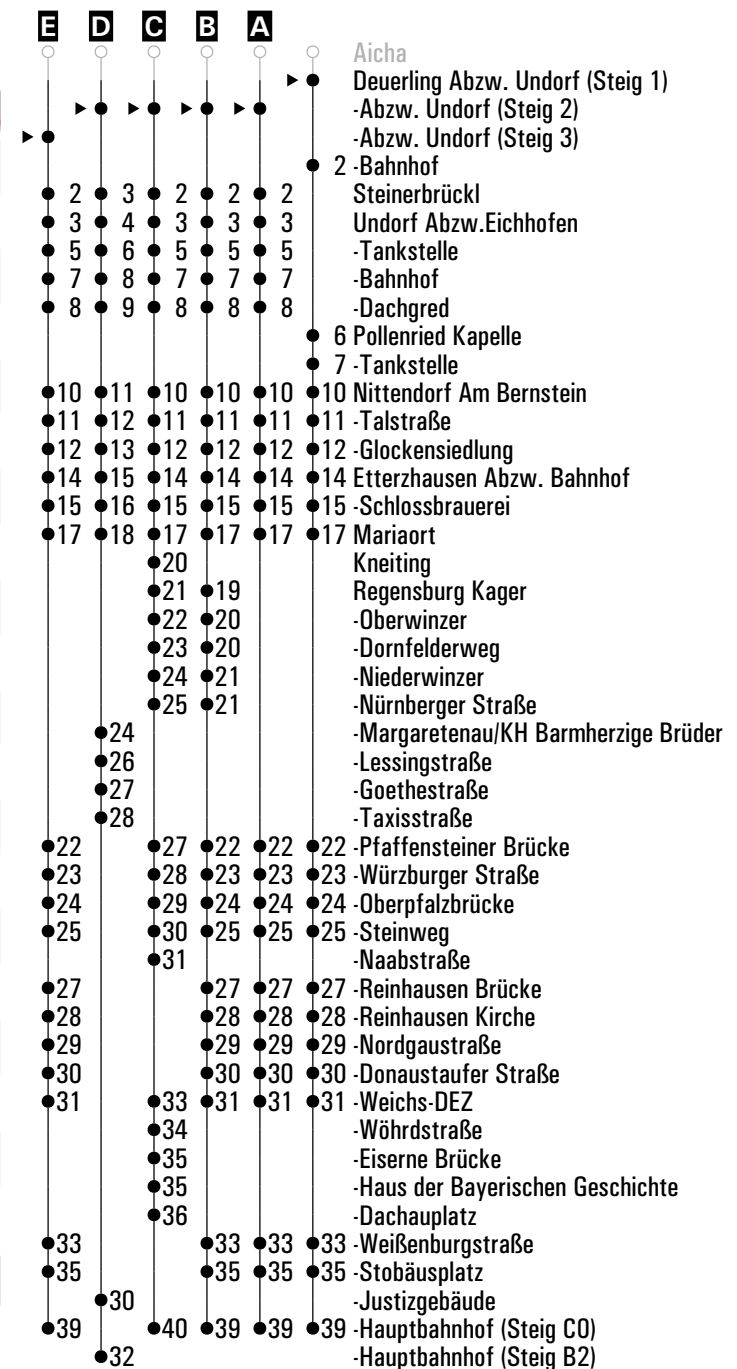 E D C B A
Aicha
Deuerling Abzw. Undorf (Steig 1)
-Abzw. Undorf (Steig 2)
-Abzw. Undorf (Steig 3)
2 -Bahnhof
2 3 2 2 2 Steinerbrückl
3 4 3 3 3 Undorf Abzw.Eichhofen
5 6 5 5 5 -Tankstelle
7 8 7 7 7 -Bahnhof
8 9 8 8 8 -Dachgred
6 Pollenried Kapelle
7 -Tankstelle
10 11 10 10 10 10 Nittendorf Am Bernstein
11 12 11 11 11 11 -Talstraße
12 13 12 12 12 12 -Glockensiedlung
14 15 14 14 14 14 Etterzhausen Abzw. Bahnhof
15 16 15 15 15 15 -Schlossbrauerei
17 18 17 17 17 17 Mariaort
20 Kneiting
21 19 Regensburg Kager
22 20 -Oberwinzer
23 20 -Dornfelderweg
24 21 -Niederwinzer
25 21 -Nürnberger Straße
24 -Margaretenau/KH Barmherzige Brüder
26 -Lessingstraße
27 -Goethestraße
28 -Taxisstraße
22 27 22 22 22 -Pfaffensteiner Brücke
23 28 23 23 23 -Würzburger Straße
24 29 24 24 24 -Oberpfalzbrücke
25 30 25 25 25 -Steinweg
31 -Naabstraße
27 27 27 27 -Reinhausen Brücke
28 28 28 28 -Reinhausen Kirche
29 29 29 29 -Nordgaustraße
30 30 30 30 -Donaustaufer Straße
31 33 31 31 31 -Weichs-DEZ
34 -Wöhrdstraße
35 -Eiserne Brücke
35 -Haus der Bayerischen Geschichte
36 -Dachauplatz
33 33 33 33 -Weißenburgstraße
35 35 35 35 -Stobäusplatz
30 -Justizgebäude
39 40 39 39 39 -Hauptbahnhof (Steig C0)
32 -Hauptbahnhof (Steig B2)